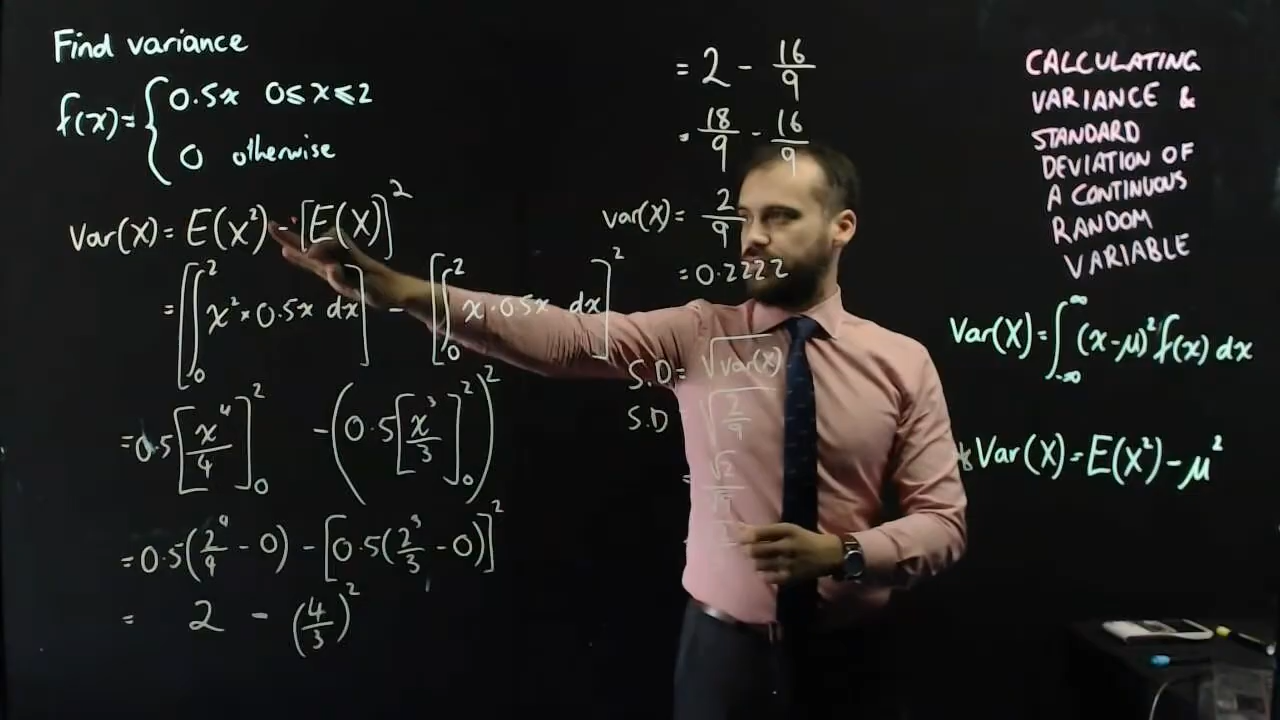 Find variance
f(x)= { 0.5x 0≤x≤2
0 otherwise
Var(X)= E(X²) - [E(X)]²
= [∫₀² x² × 0.5x dx] - [∫₀² x · 0.5x dx]²
=0.5 [x⁴/4]₀² - (0.5 [x³/3]₀²)²
=0.5(2⁴/4 - 0) - [0.5(2³/3 - 0)]²
= 2 - (4/3)²
= 2 - 16/9
= 18/9 - 16/9
var(X)= 2/9
= 0.2222
S.D. = √var(X)
S.D = √2/9
= √2/√9
CALCULATING
VARIANCE &
STANDARD
DEVIATION OF
A CONTINUOUS
RANDOM
VARIABLE
Var(X)= ∫₋∞^∞ (x-μ)² f(x) dx
* Var(X)=E(X²)-μ²